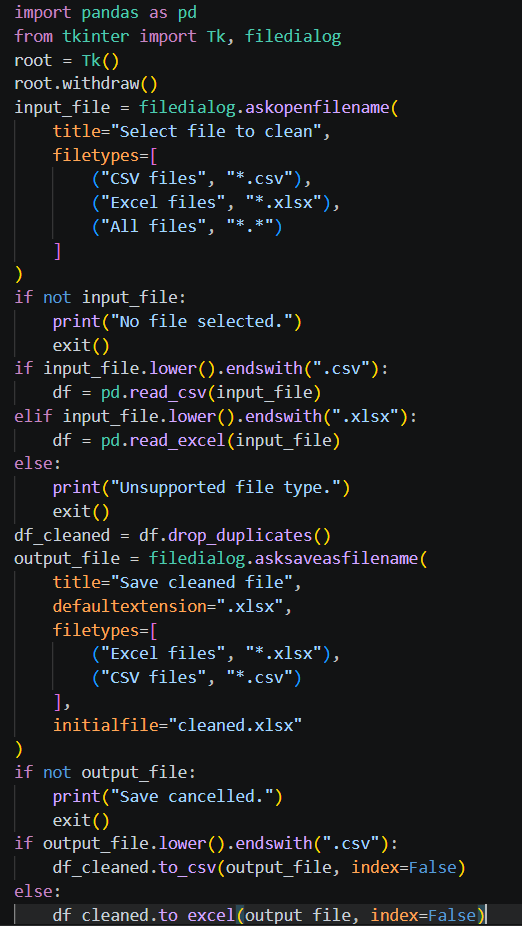 import pandas as pd
from tkinter import Tk, filedialog
root = Tk()
root.withdraw()
input_file = filedialog.askopenfilename(
    title="Select file to clean",
    filetypes=[
        ("CSV files", "*.csv"),
        ("Excel files", "*.xlsx"),
        ("All files", "*.*")
    ]
)
if not input_file:
    print("No file selected.")
    exit()
if input_file.lower().endswith(".csv"):
    df = pd.read_csv(input_file)
elif input_file.lower().endswith(".xlsx"):
    df = pd.read_excel(input_file)
else:
    print("Unsupported file type.")
    exit()
df_cleaned = df.drop_duplicates()
output_file = filedialog.asksaveasfilename(
    title="Save cleaned file",
    defaultextension=".xlsx",
    filetypes=[
        ("Excel files", "*.xlsx"),
        ("CSV files", "*.csv")
    ],
    initialfile="cleaned.xlsx"
)
if not output_file:
    print("Save cancelled.")
    exit()
if output_file.lower().endswith(".csv"):
    df_cleaned.to_csv(output_file, index=False)
else:
    df_cleaned.to_excel(output_file, index=False)